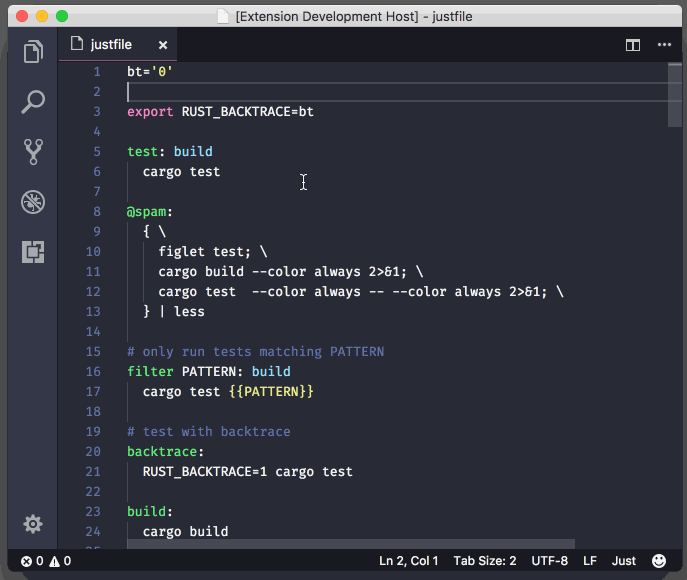 [Extension Development Host] - justfile
justfile ×
1 bt='0'
2
3 export RUST_BACKTRACE=bt
4
5 test: build
6   cargo test
7
8 @spam:
9   { \
10     figlet test; \
11     cargo build --color always 2>&1; \
12     cargo test  --color always -- --color always 2>&1; \
13   } | less
14
15 # only run tests matching PATTERN
16 filter PATTERN: build
17   cargo test {{PATTERN}}
18
19 # test with backtrace
20 backtrace:
21   RUST_BACKTRACE=1 cargo test
22
23 build:
24   cargo build
0 0 Ln 2, Col 1 Tab Size: 2 UTF-8 LF Just